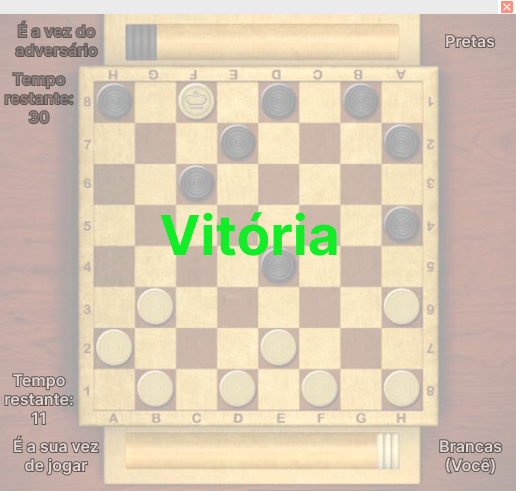 É a vez do
adversário
Pretas
Tempo
restante:
30
H G F E D C B A
8 1
7 2
6 3
Vitória
5 4
4 5
3 6
2 7
1 8
A B C D E F G H
Tempo
restante:
11
É a sua vez
de jogar
Brancas
(Você)